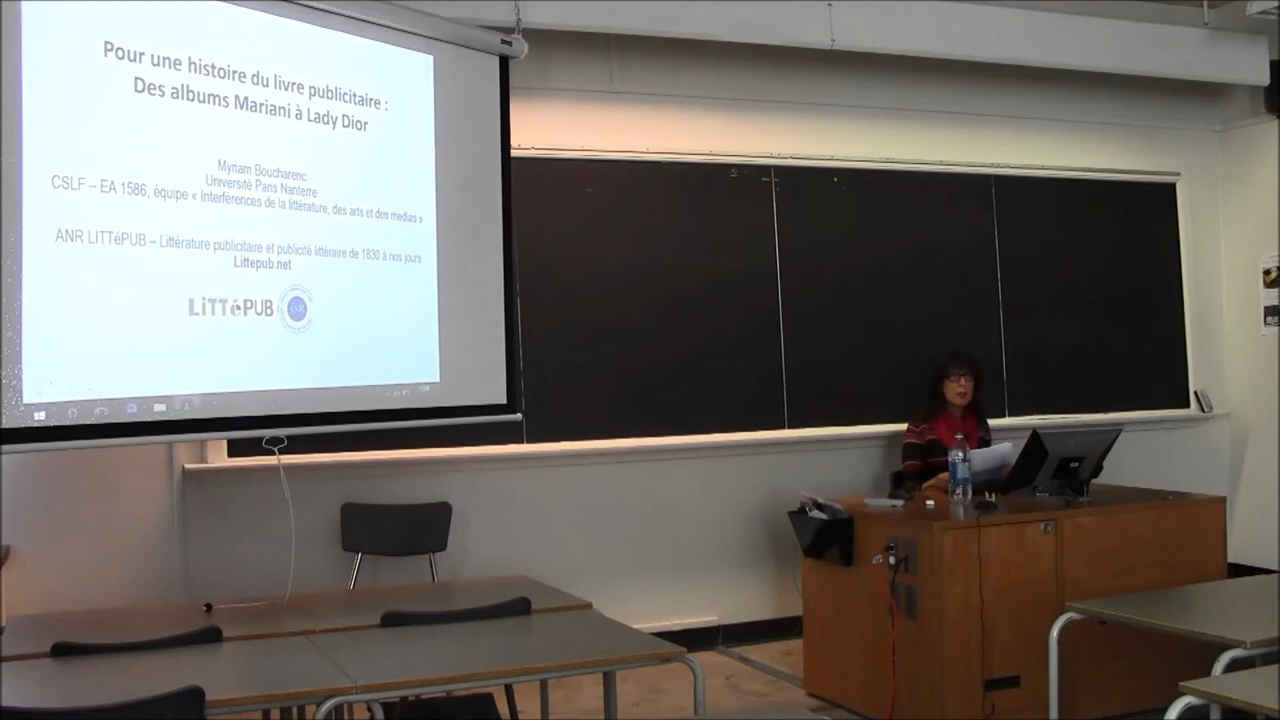 Pour une histoire du livre publicitaire :
Des albums Mariani à Lady Dior
Myriam Boucharenc
Université Paris Nanterre
CSLF – EA 1586, équipe « Interférences de la littérature, des arts et des medias »
ANR LITTéPUB – Littérature publicitaire et publicité littéraire de 1830 à nos jours
Littepub.net
LiTTéPUB